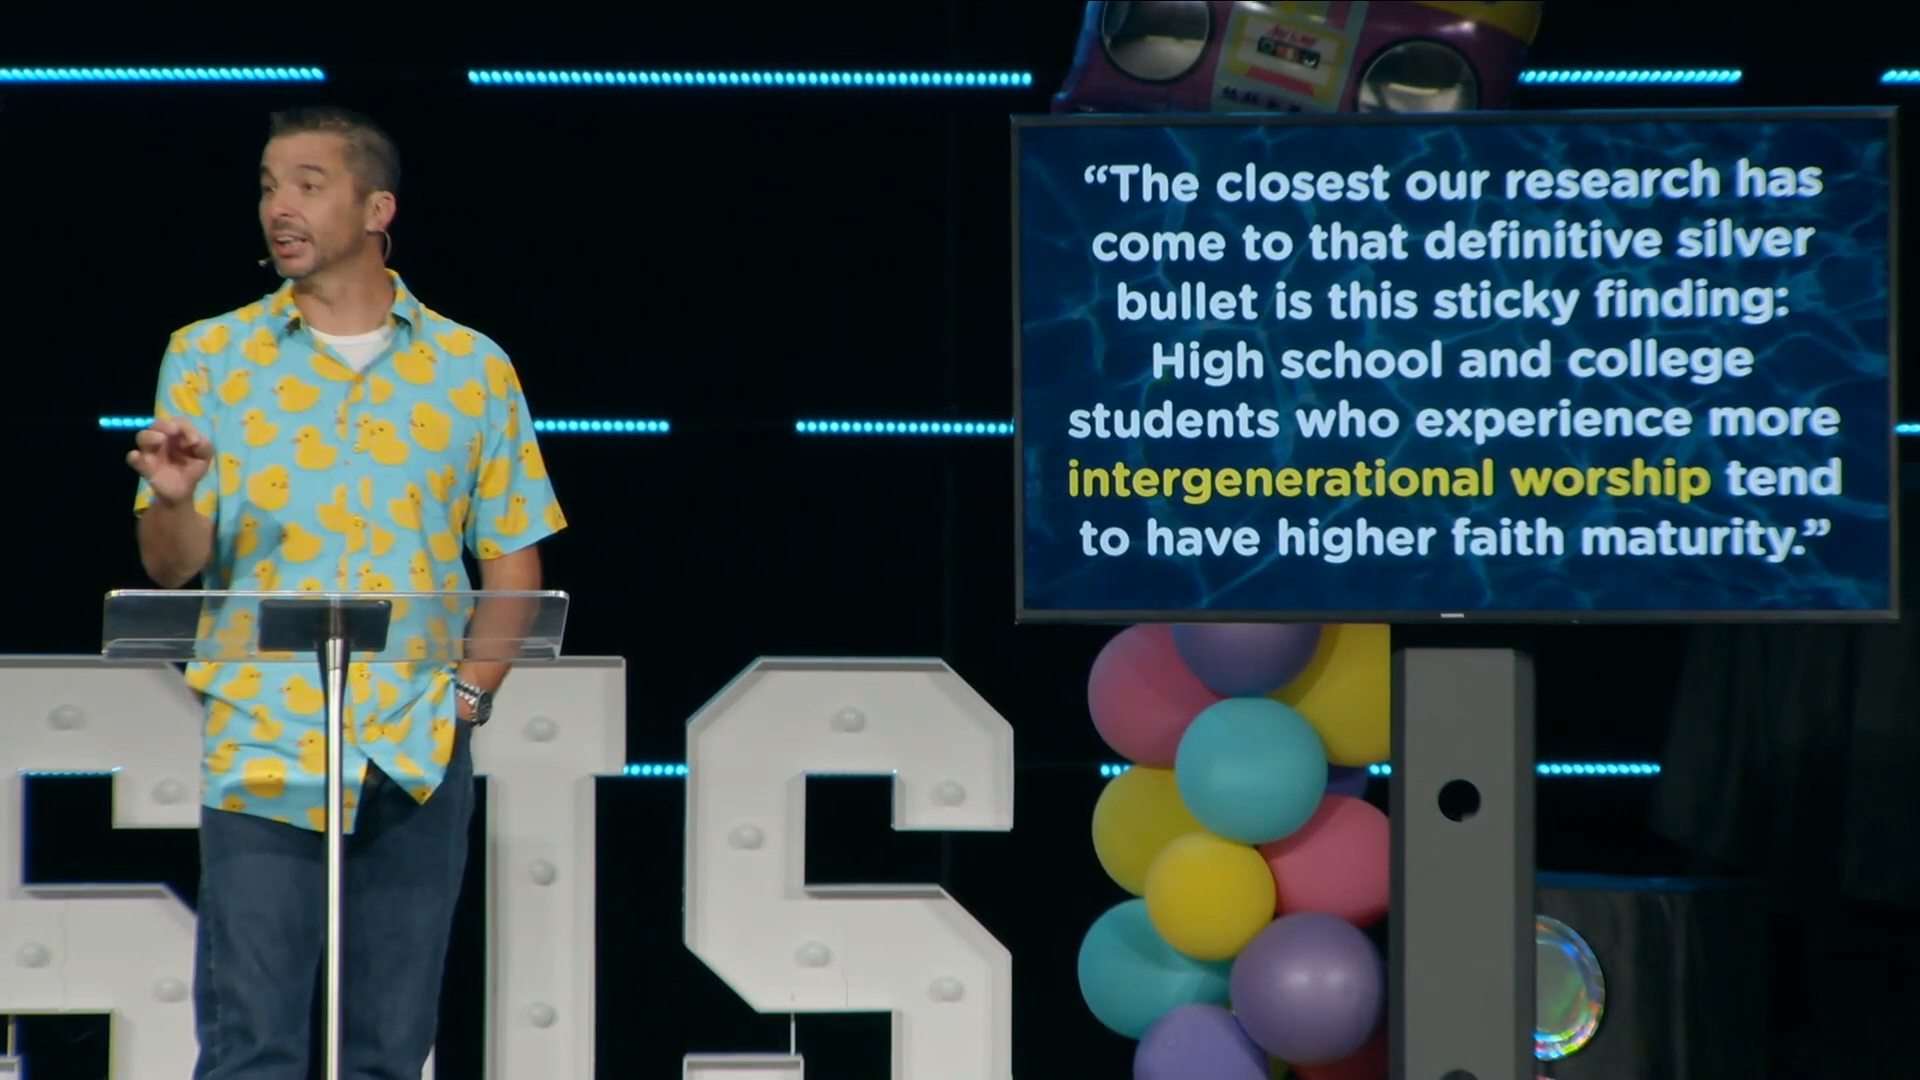 “The closest our research has
come to that definitive silver
bullet is this sticky finding:
High school and college
students who experience more
intergenerational worship tend
to have higher faith maturity.”
S T S